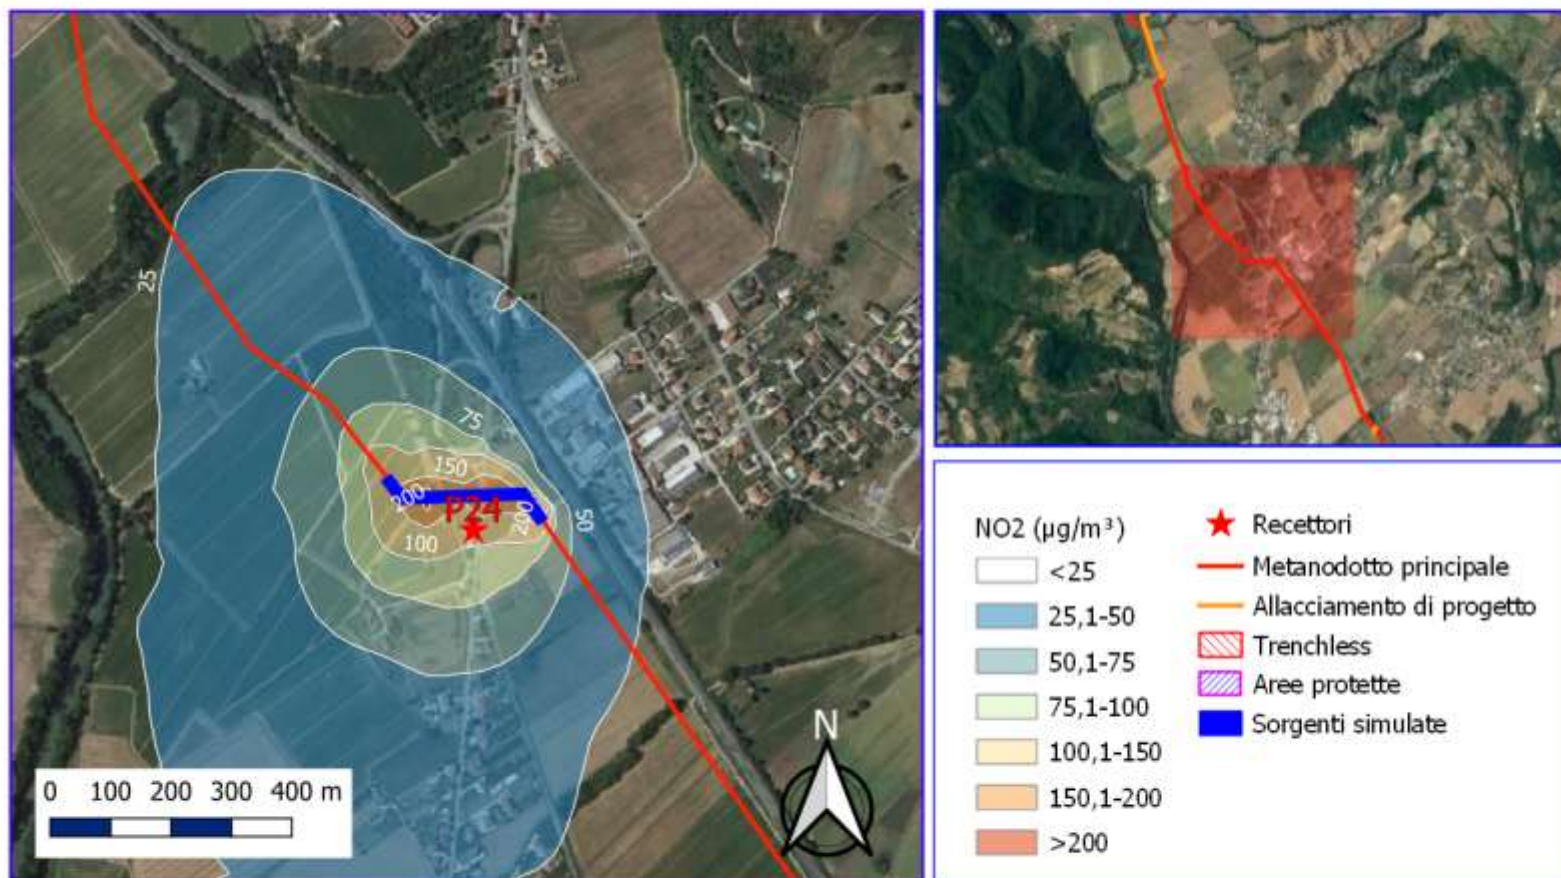 25
75
150
200
P24
200
50
100
0 100 200 300 400 m
N
NO2 (µg/m³)
<25
25,1-50
50,1-75
75,1-100
100,1-150
150,1-200
>200
Recettori
Metanodotto principale
Allacciamento di progetto
Trenchless
Aree protette
Sorgenti simulate